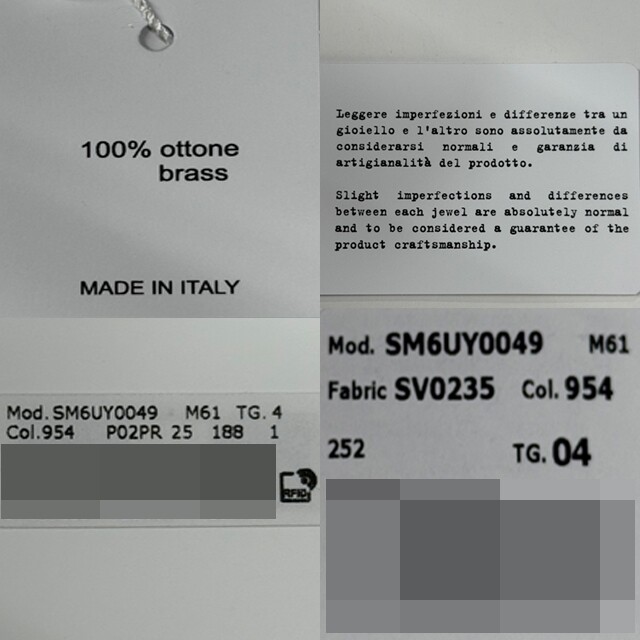 100% ottone
brass
MADE IN ITALY
Leggere imperfezioni e differenze tra un
gioiello e l'altro sono assolutamente da
considerarsi normali e garanzia di
artigianalità del prodotto.
Slight imperfections and differences
between each jewel are absolutely normal
and to be considered a guarantee of the
product craftsmanship.
Mod.SM6UY0049 M61 TG.4
Col.954 P02PR 25 188 1
RFID
Mod. SM6UY0049 M61
Fabric SV0235 Col. 954
252 TG. 04